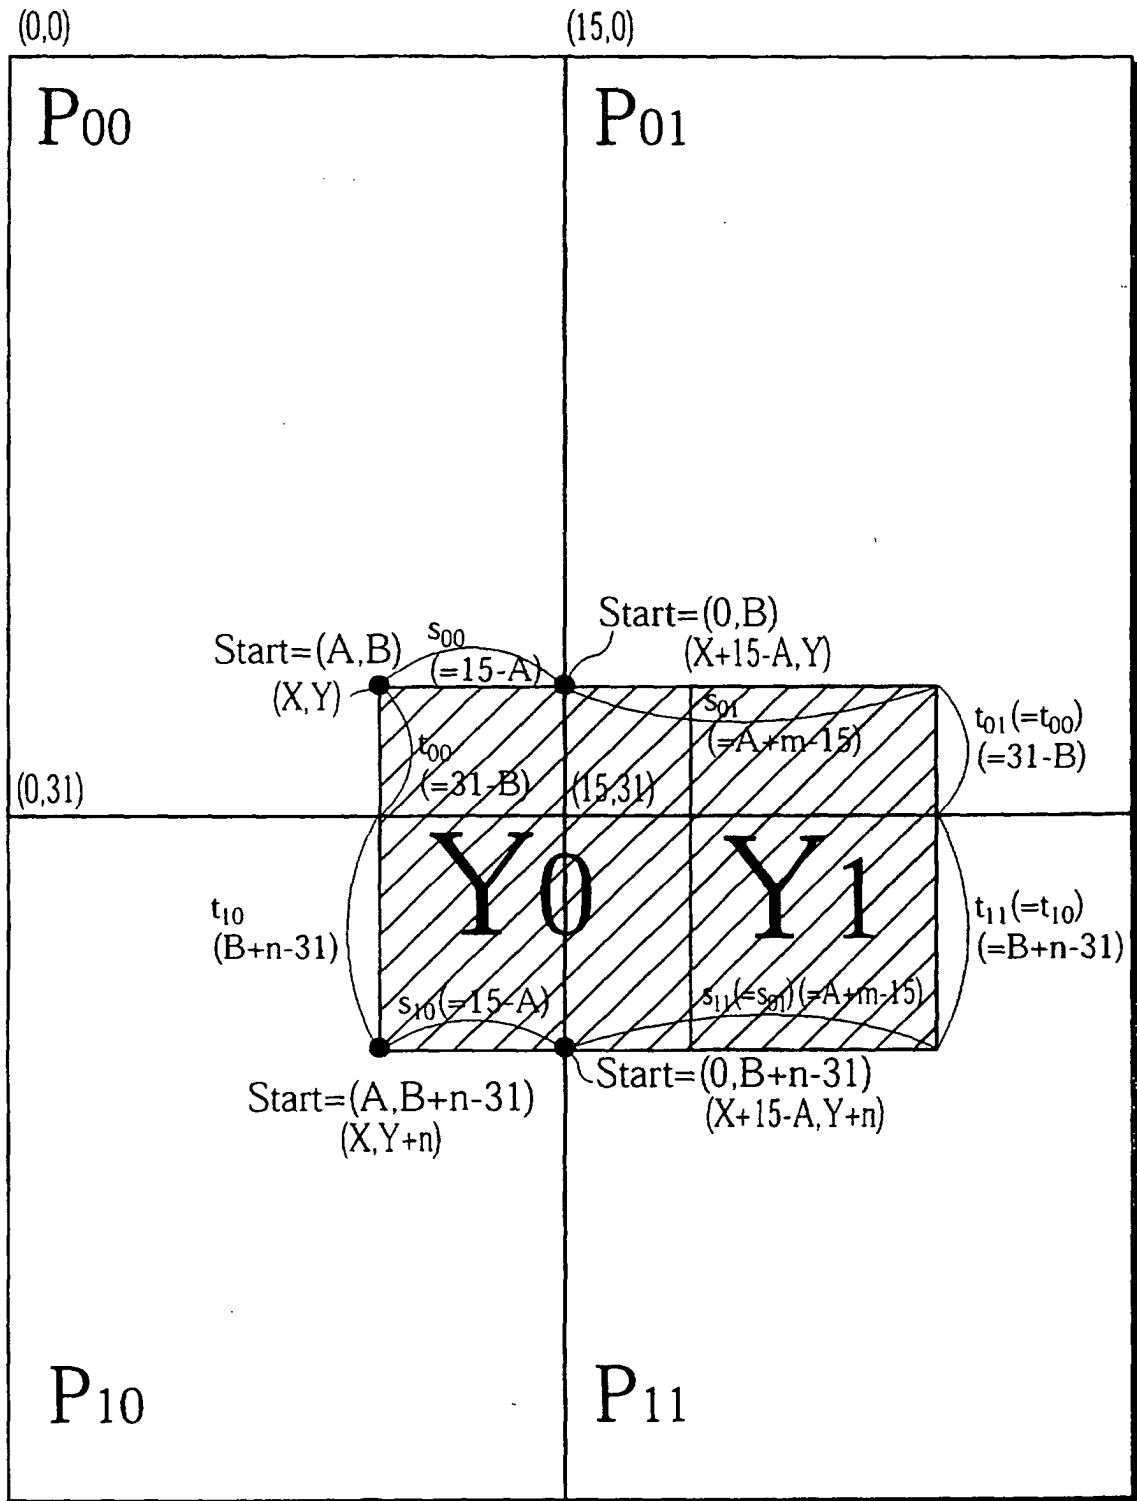 (0,0)
(15,0)
P00
P01
Start=(A,B)
(X,Y)
s00
(=15-A)
Start=(0,B)
(X+15-A,Y)
s01
(=A+m-15)
t00
(=31-B)
t01(=t00)
(=31-B)
(0,31)
(15,31)
Y0
Y1
t10
(B+n-31)
t11(=t10)
(=B+n-31)
s10(=15-A)
s11(=s01)(=A+m-15)
Start=(A,B+n-31)
(X,Y+n)
Start=(0,B+n-31)
(X+15-A,Y+n)
P10
P11